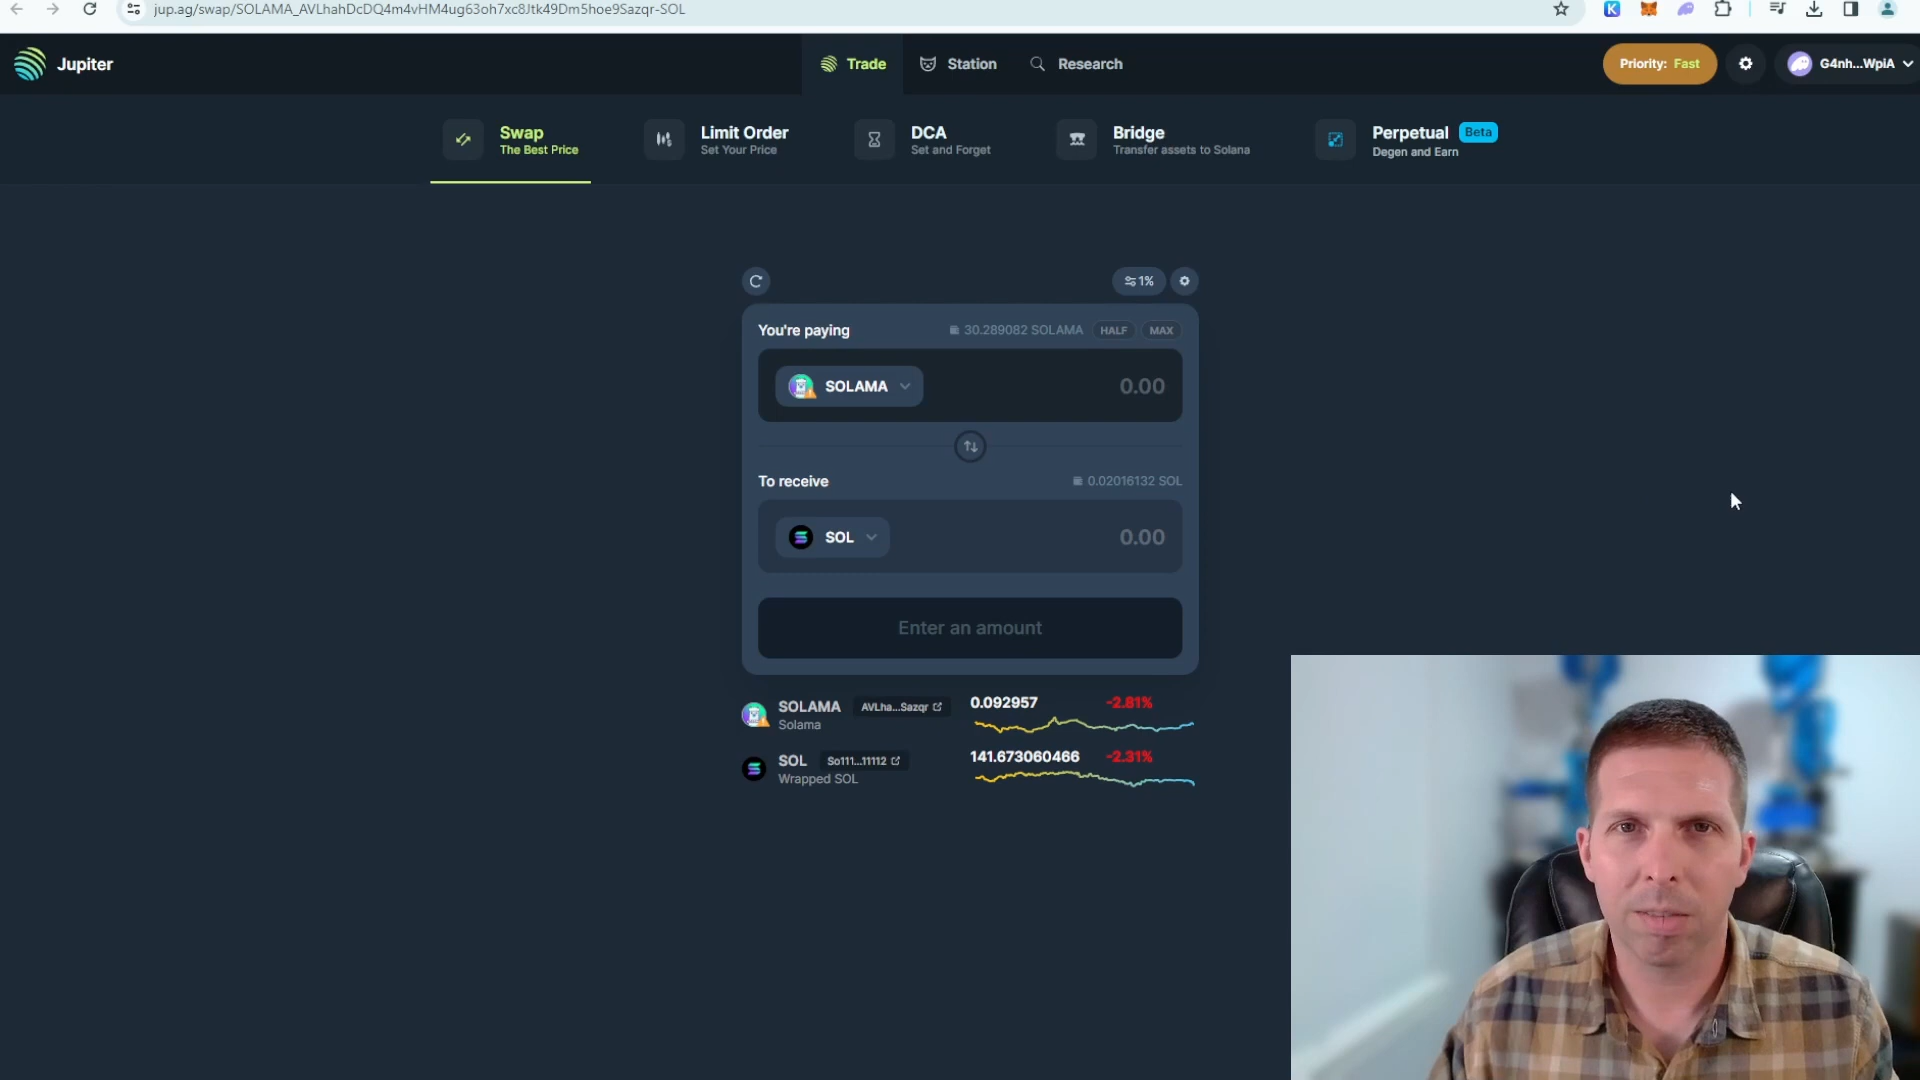 jup.ag/swap/SOLAMA_AVLhahDcDQ4m4vHM4ug63oh7xc8Jtk49Dm5hoe9Sazqr-SOL
K
Jupiter
Trade
Station
Research
Priority: Fast
G4nh...WpiA
Swap
The Best Price
Limit Order
Set Your Price
DCA
Set and Forget
Bridge
Transfer assets to Solana
Perpetual Beta
Degen and Earn
1%
You're paying
30.289082 SOLAMA HALF MAX
SOLAMA 0.00
To receive
0.02016132 SOL
SOL 0.00
Enter an amount
SOLAMA AVLha...Sazqr 0.092957 -2.81%
Solama
SOL So111...11112 141.673060466 -2.31%
Wrapped SOL